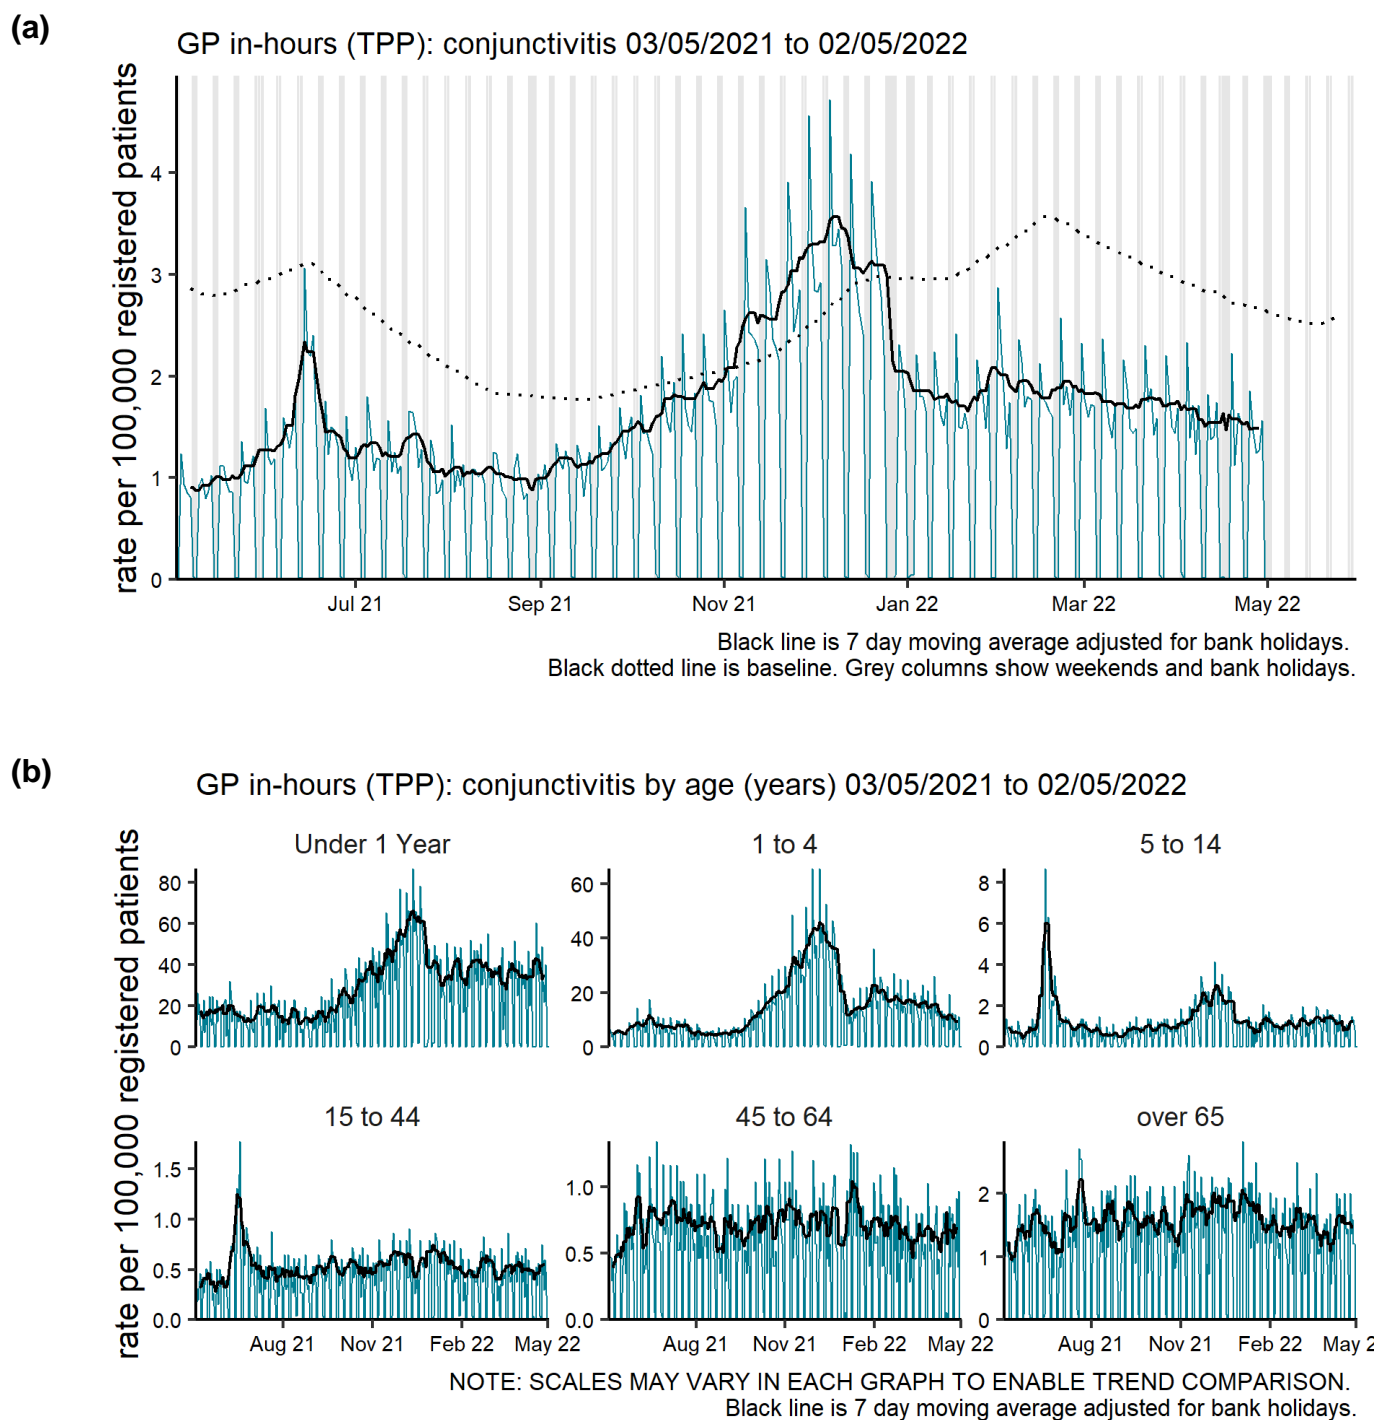 (a)
GP in-hours (TPP): conjunctivitis 03/05/2021 to 02/05/2022
rate per 100,000 registered patients
4
3
2
1
0
Jul 21 Sep 21 Nov 21 Jan 22 Mar 22 May 22
Black line is 7 day moving average adjusted for bank holidays.
Black dotted line is baseline. Grey columns show weekends and bank holidays.
(b)
GP in-hours (TPP): conjunctivitis by age (years) 03/05/2021 to 02/05/2022
rate per 100,000 registered patients
Under 1 Year
80
60
40
20
0
1 to 4
60
40
20
0
5 to 14
8
6
4
2
0
15 to 44
1.5
1.0
0.5
0.0
Aug 21 Nov 21 Feb 22 May 22
45 to 64
1.0
0.5
0.0
Aug 21 Nov 21 Feb 22 May 22
over 65
2
1
0
Aug 21 Nov 21 Feb 22 May 2
NOTE: SCALES MAY VARY IN EACH GRAPH TO ENABLE TREND COMPARISON.
Black line is 7 day moving average adjusted for bank holidays.